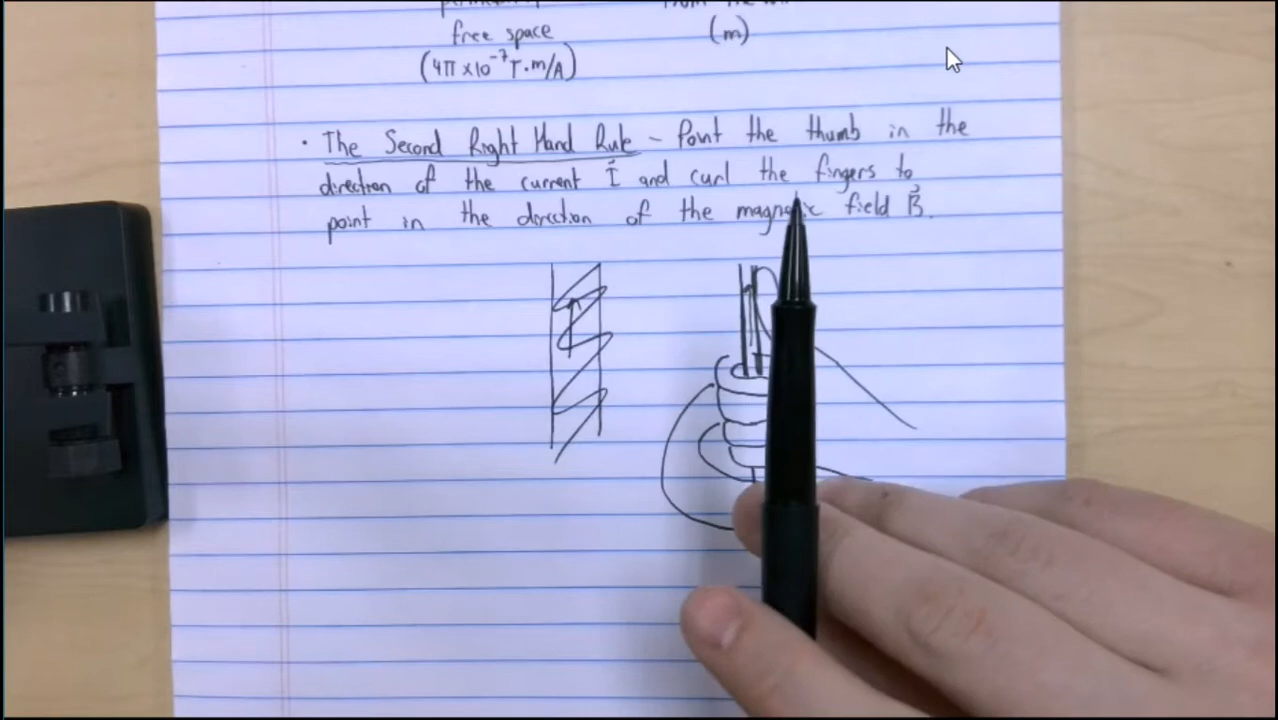 free space
(m)
(4π×10⁻⁷ T·m/A)
· The Second Right Hand Rule - Point the thumb in the
direction of the current I⃗ and curl the fingers to
point in the direction of the magnetic field B⃗.